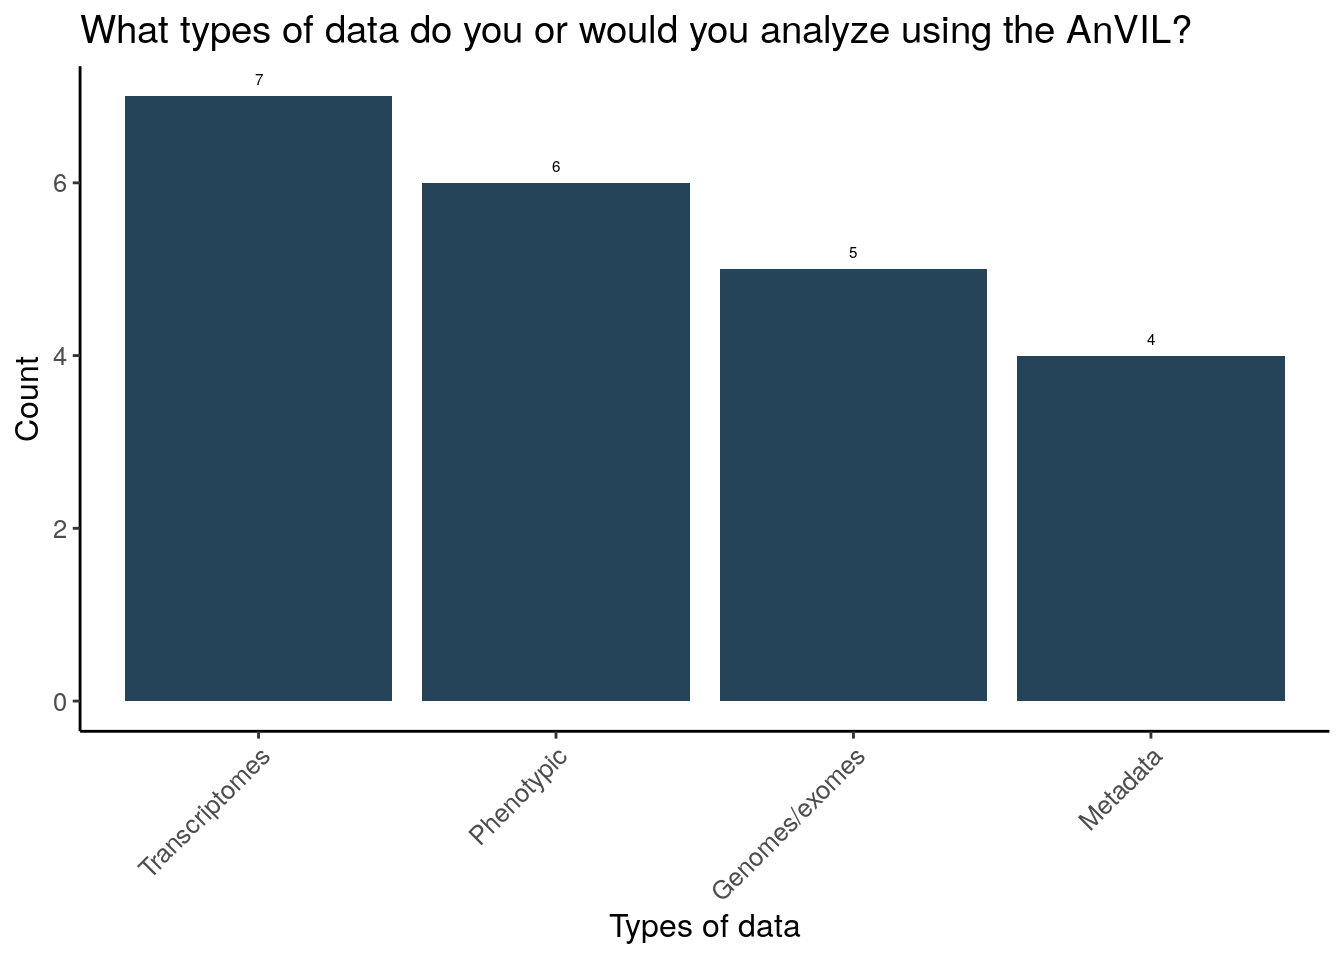 What types of data do you or would you analyze using the AnVIL?
7
6
5
4
6
4
2
0
Count
Transcriptomes
Phenotypic
Genomes/exomes
Metadata
Types of data